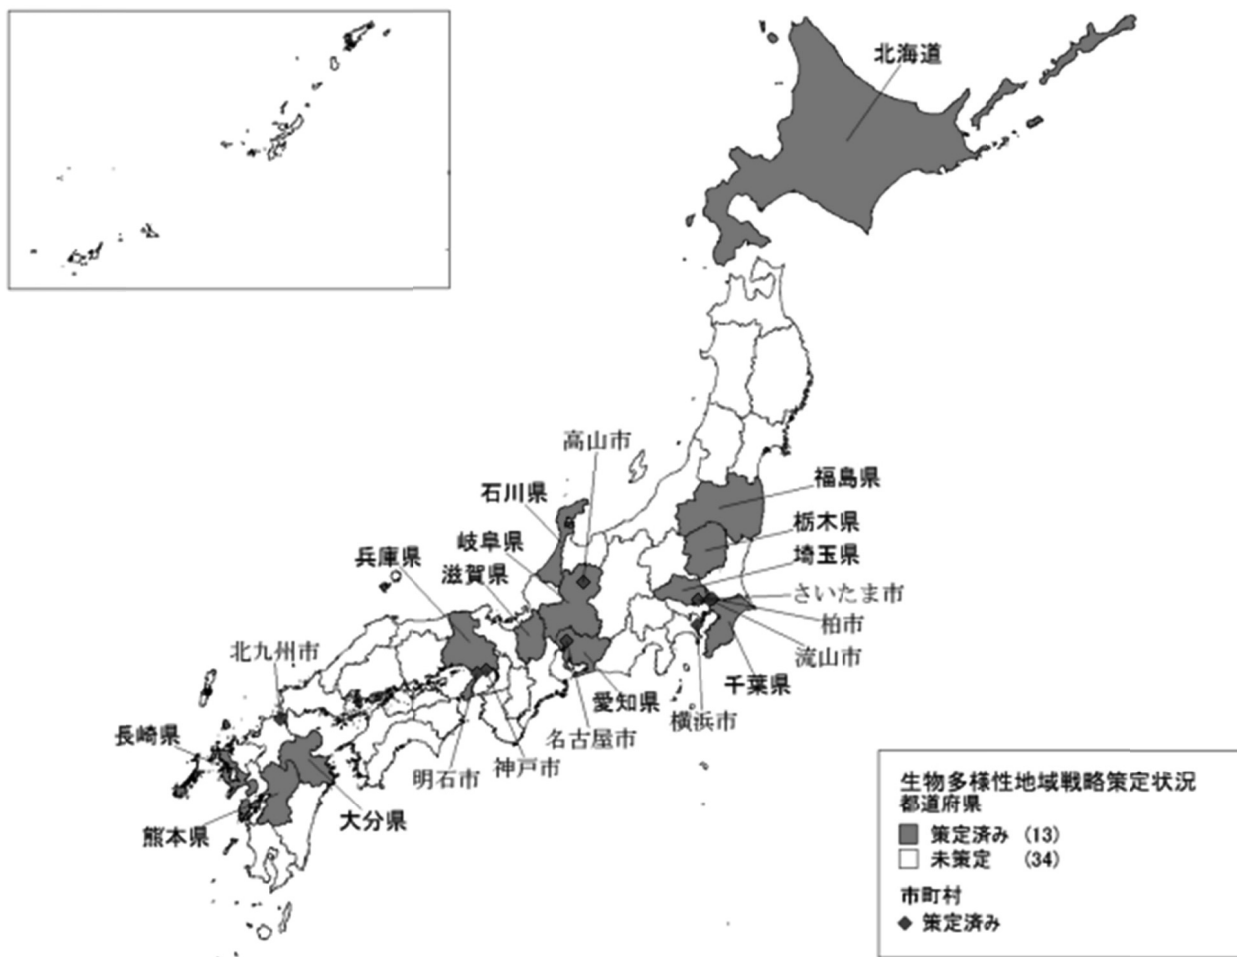 北海道
高山市
石川県
福島県
栃木県
岐阜県
兵庫県
埼玉県
滋賀県
さいたま市
柏市
北九州市
流山市
千葉県
愛知県
横浜市
長崎県
名古屋市
神戸市
明石市
大分県
熊本県
生物多様性地域戦略策定状況
都道府県
策定済み (13)
未策定 (34)
市町村
策定済み